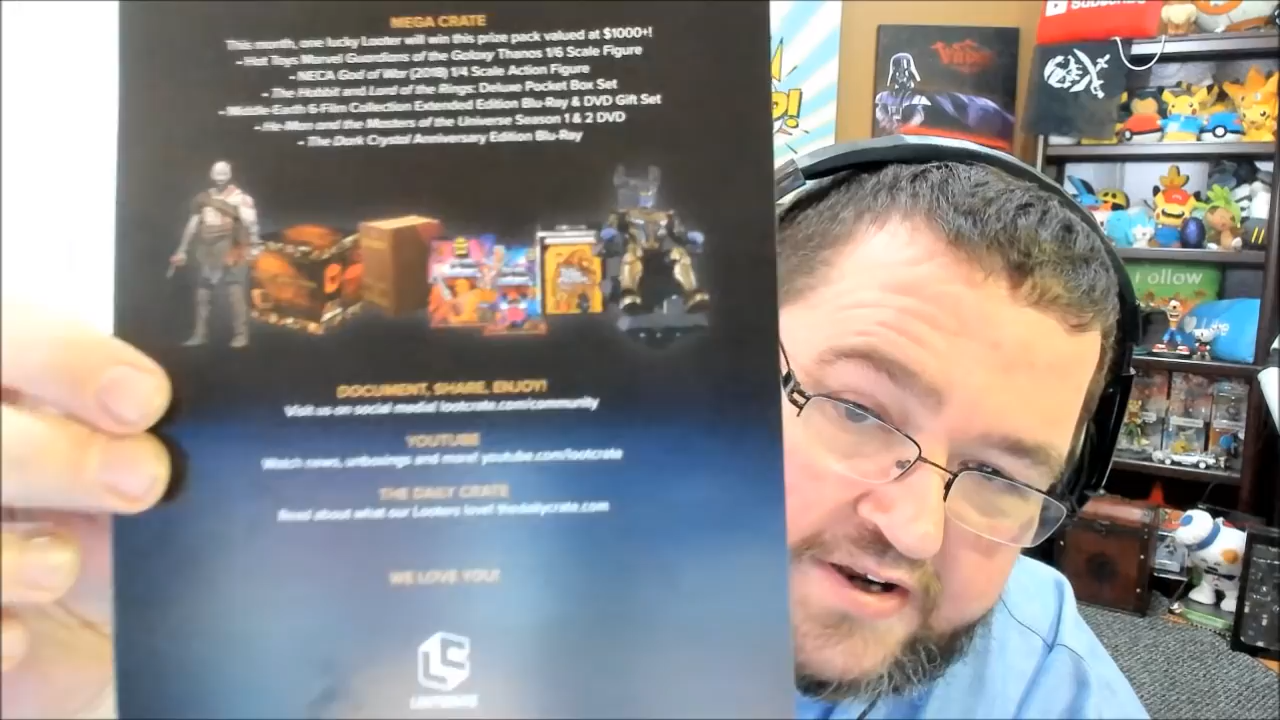 MEGA CRATE
This month, one lucky Looter will win this prize pack valued at $1000+!
- Hot Toys Marvel Guardians of the Galaxy Thanos 1/6 Scale Figure
- NECA God of War (2018) 1/4 Scale Action Figure
- The Hobbit and Lord of the Rings: Deluxe Pocket Box Set
- Middle-Earth 6-Film Collection Extended Edition Blu-Ray & DVD Gift Set
- He-Man and the Masters of the Universe Season 1 & 2 DVD
- The Dark Crystal Anniversary Edition Blu-Ray
DOCUMENT, SHARE, ENJOY!
Visit us on social media! lootcrate.com/community
YOUTUBE
Watch news, unboxings and more! youtube.com/lootcrate
THE DAILY CRATE
Read about what our Looters love! thedailycrate.com
WE LOVE YOU!
LC
LOOTCRATE
Subscribe
VADER
Follow